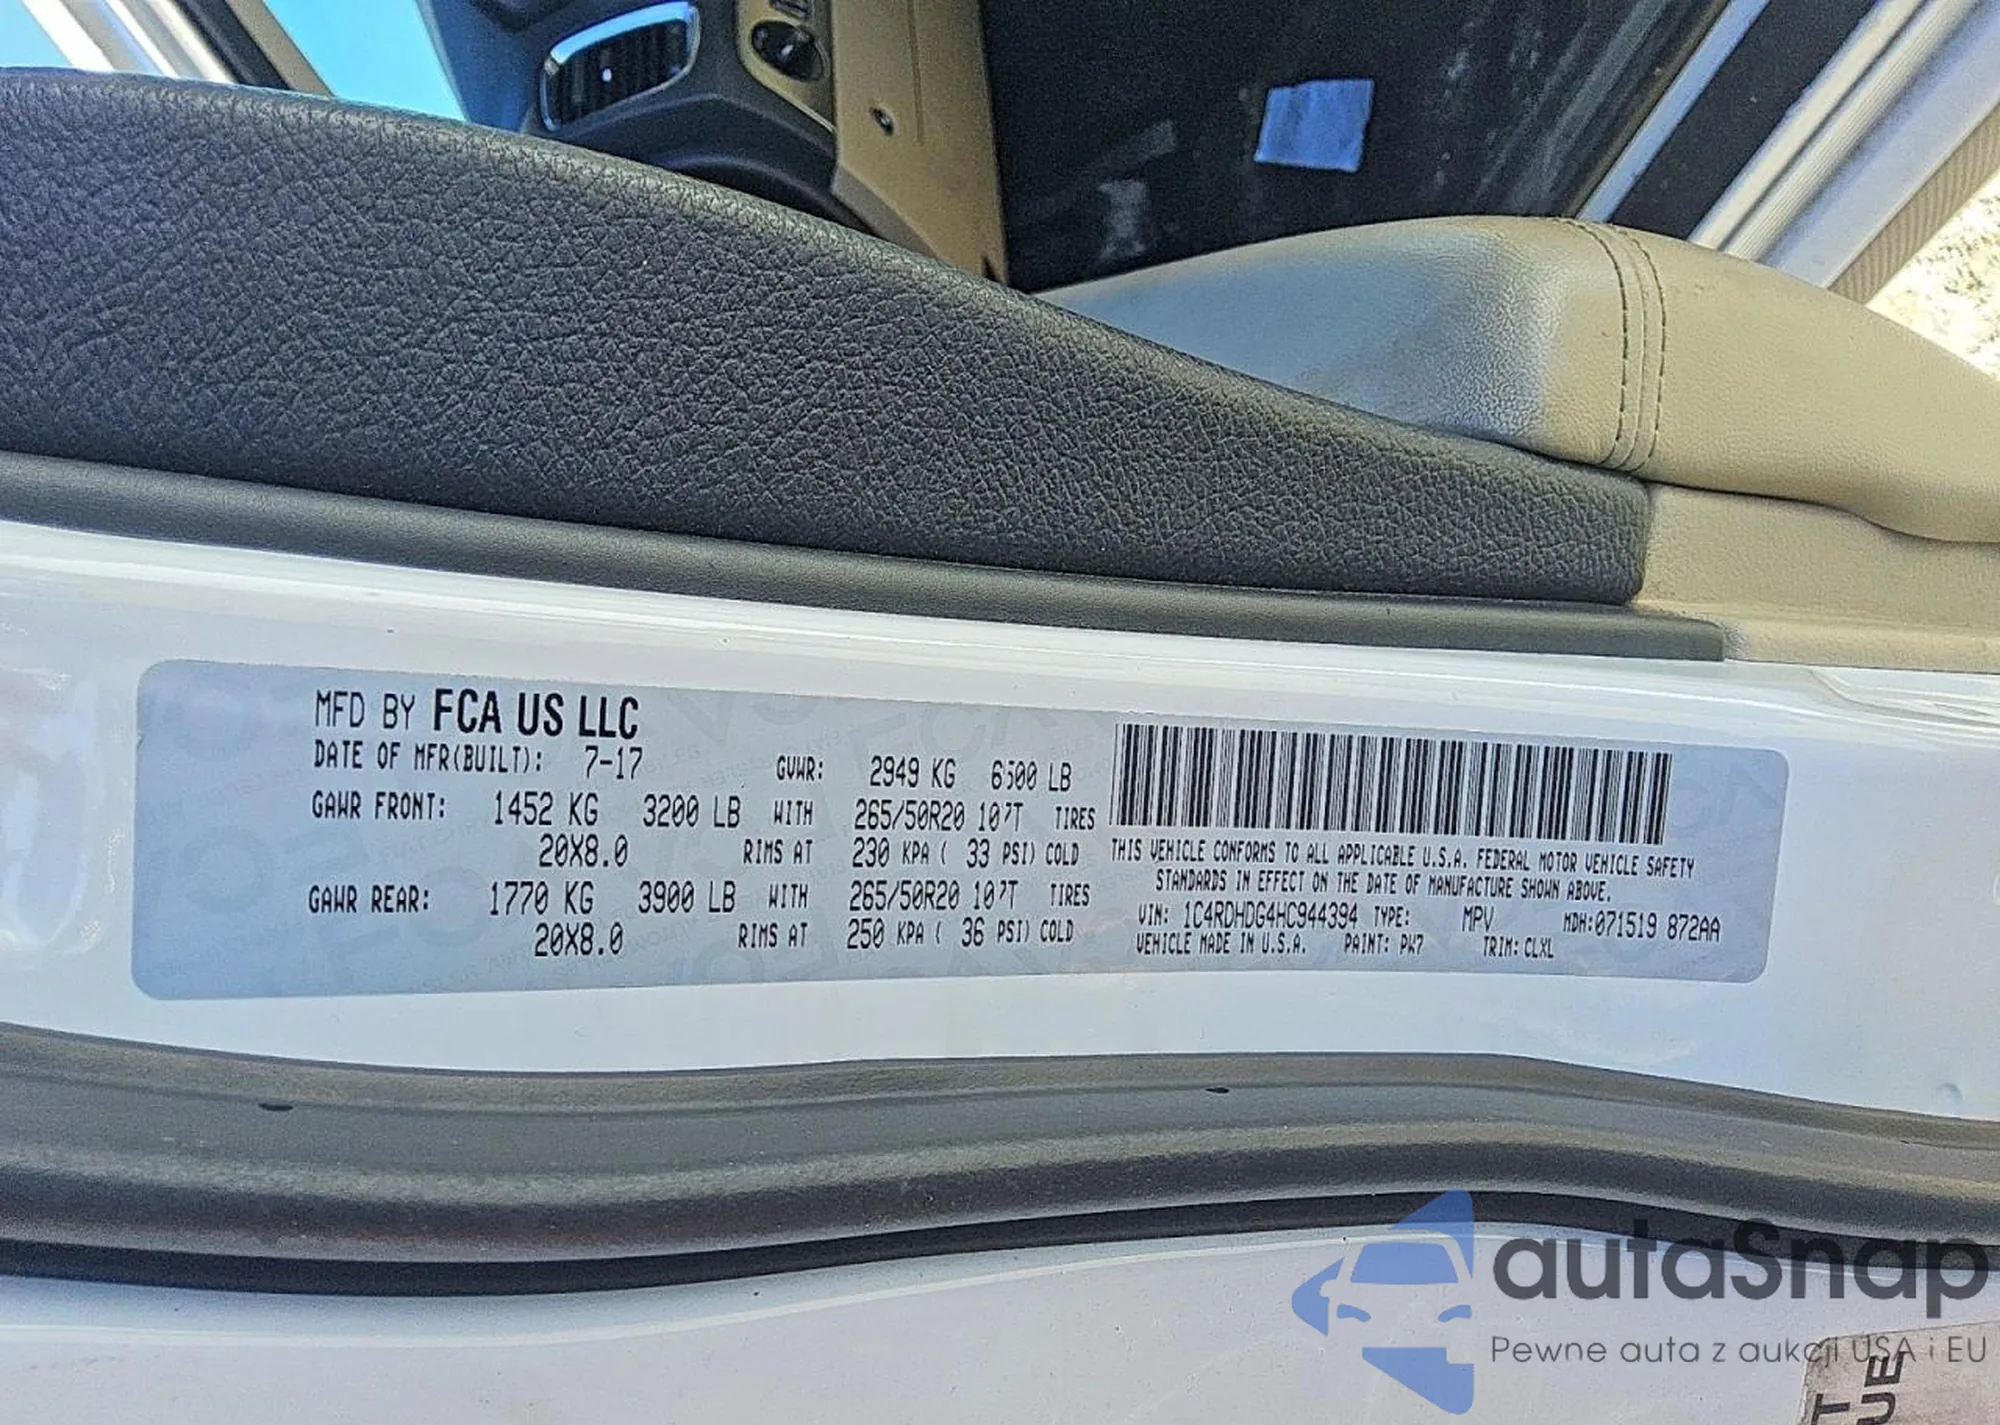 MFD BY FCA US LLC
DATE OF MFR(BUILT): 7-17 GVWR: 2949 KG 6500 LB
GAWR FRONT: 1452 KG 3200 LB WITH 265/50R20 107T TIRES
20X8.0 RIMS AT 230 KPA ( 33 PSI) COLD
GAWR REAR: 1770 KG 3900 LB WITH 265/50R20 107T TIRES
20X8.0 RIMS AT 250 KPA ( 36 PSI) COLD
THIS VEHICLE CONFORMS TO ALL APPLICABLE U.S.A. FEDERAL MOTOR VEHICLE SAFETY
STANDARDS IN EFFECT ON THE DATE OF MANUFACTURE SHOWN ABOVE.
VIN: 1C4RDHDG4HC944394 TYPE: MPV MDH:071519 872AA
VEHICLE MADE IN U.S.A. PAINT: PW7 TRIM: CLXL
autaSnap
Pewne auta z aukcji USA i EU